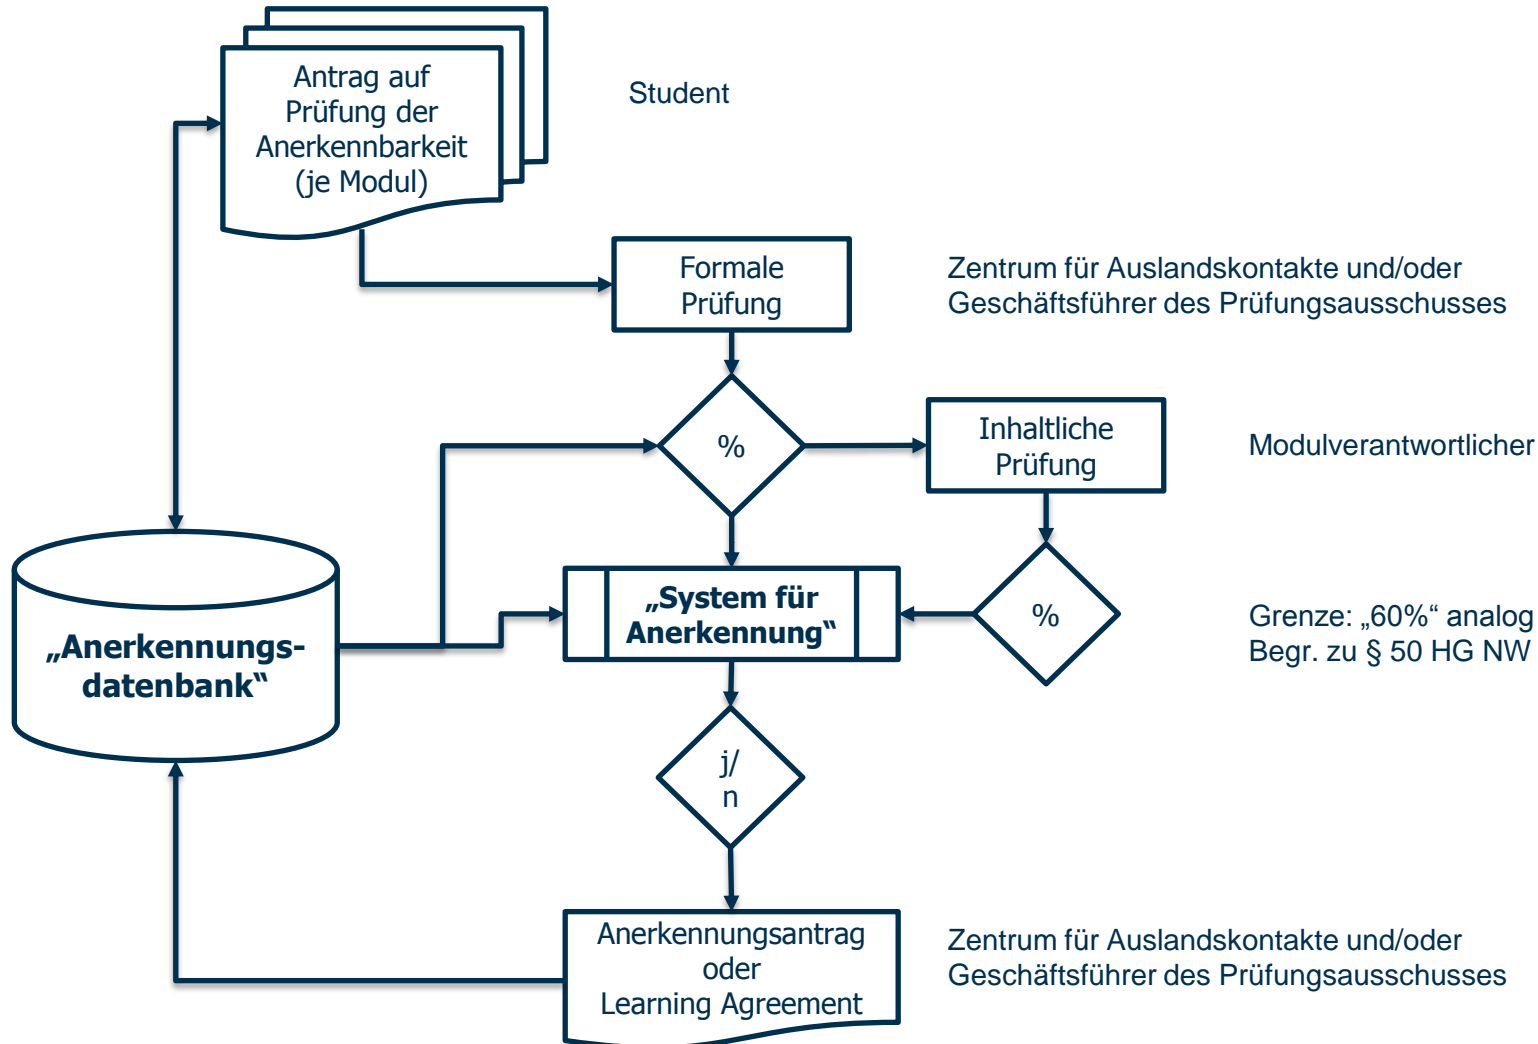 Antrag auf
Prüfung der
Anerkennbarkeit
(je Modul)
Student
Formale
Prüfung
Zentrum für Auslandskontakte und/oder
Geschäftsführer des Prüfungsausschusses
%
Inhaltliche
Prüfung
Modulverantwortlicher
„System für
Anerkennung“
%
Grenze: „60%“ analog
Begr. zu § 50 HG NW
„Anerkennungs-
datenbank“
j/
n
Anerkennungsantrag
oder
Learning Agreement
Zentrum für Auslandskontakte und/oder
Geschäftsführer des Prüfungsausschusses